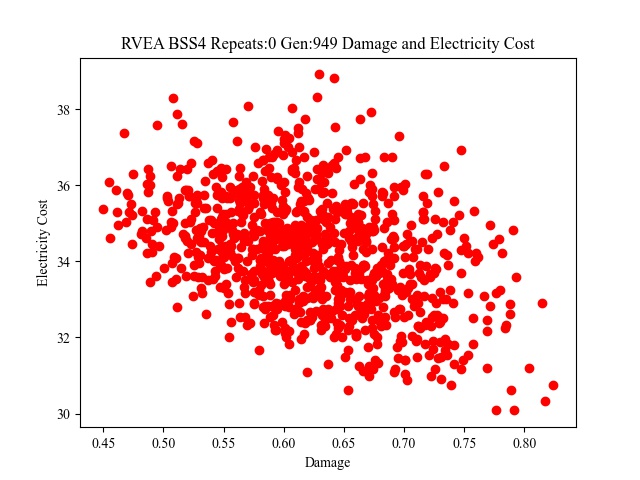 RVEA BSS4 Repeats:0 Gen:949 Damage and Electricity Cost
38
36
34
32
30
Electricity Cost
0.45 0.50 0.55 0.60 0.65 0.70 0.75 0.80
Damage